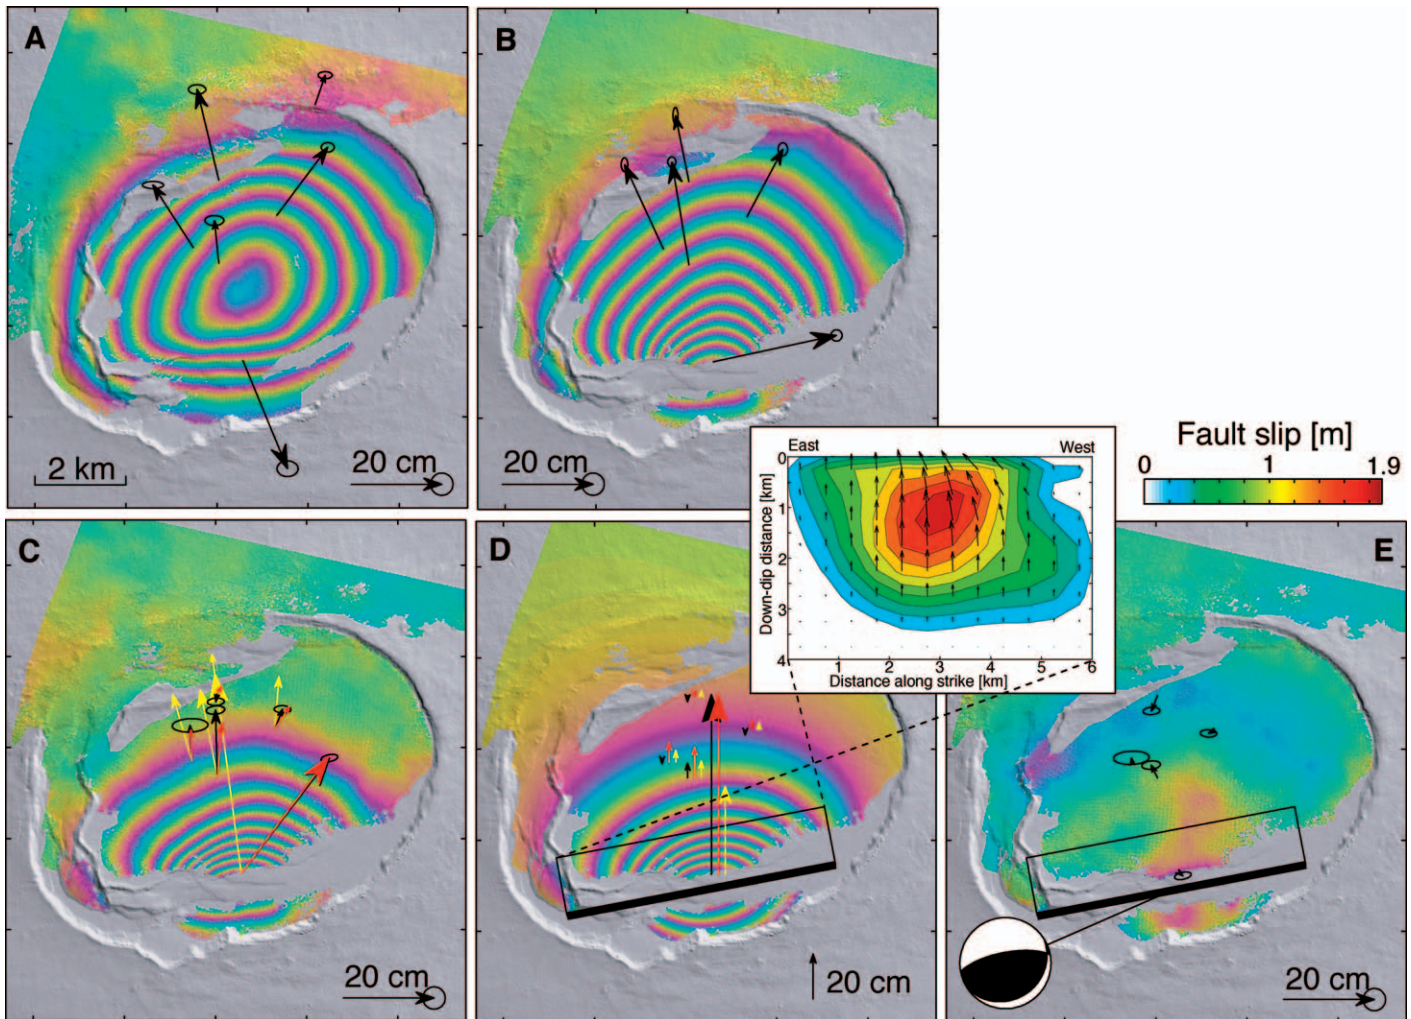 A
B
2 km
20 cm
20 cm
Fault slip [m]
0 1 1.9
East West
0
1
2
3
4
Down-dip distance [km]
1 2 3 4 5 6
Distance along strike [km]
C
D
E
20 cm
20 cm
20 cm